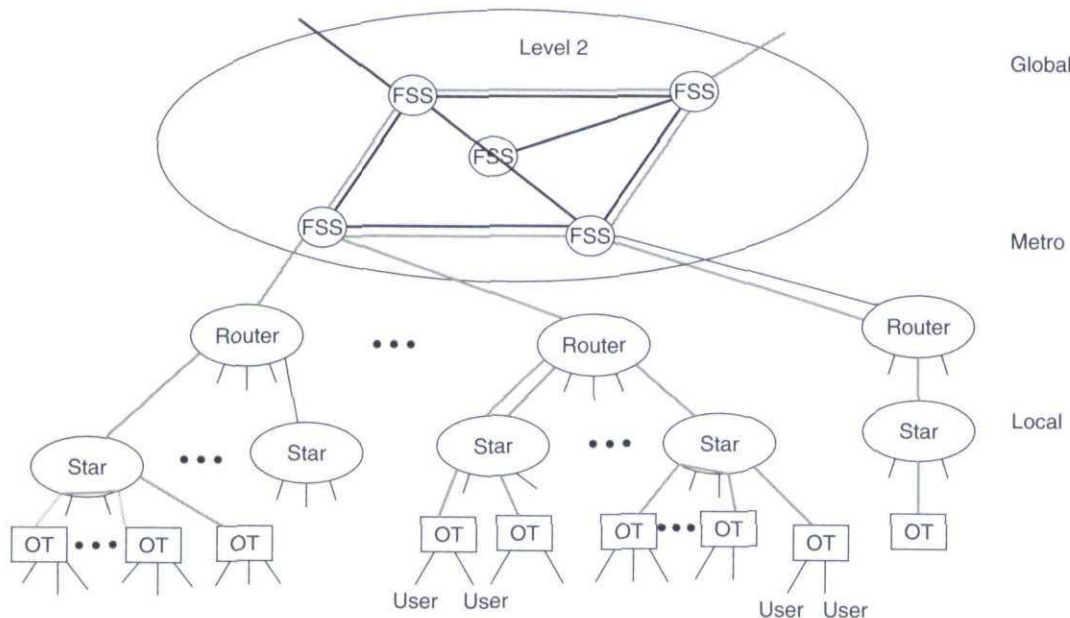 Level 2
Global
FSS
FSS
FSS
FSS
FSS
Metro
Router
Router
Router
Star
Star
Star
Star
Star
Local
OT
OT
OT
OT
OT
OT
OT
OT
OT
User
User
User
User